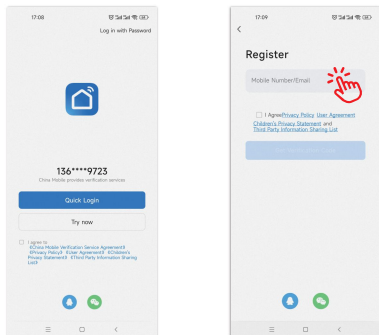 17:08
Log in with Password
136****9723
China Mobile provides verification services
Quick Login
Try now
I agree to
《China Mobile Verification Service Agreement》
《Privacy Policy》 《User Agreement》 《Children's
Privacy Statement》 《Third Party Information Sharing
List》
17:09
Register
Mobile Number/Email
I AgreePrivacy Policy User Agreement
Children's Privacy Statement and
Third Party Information Sharing List